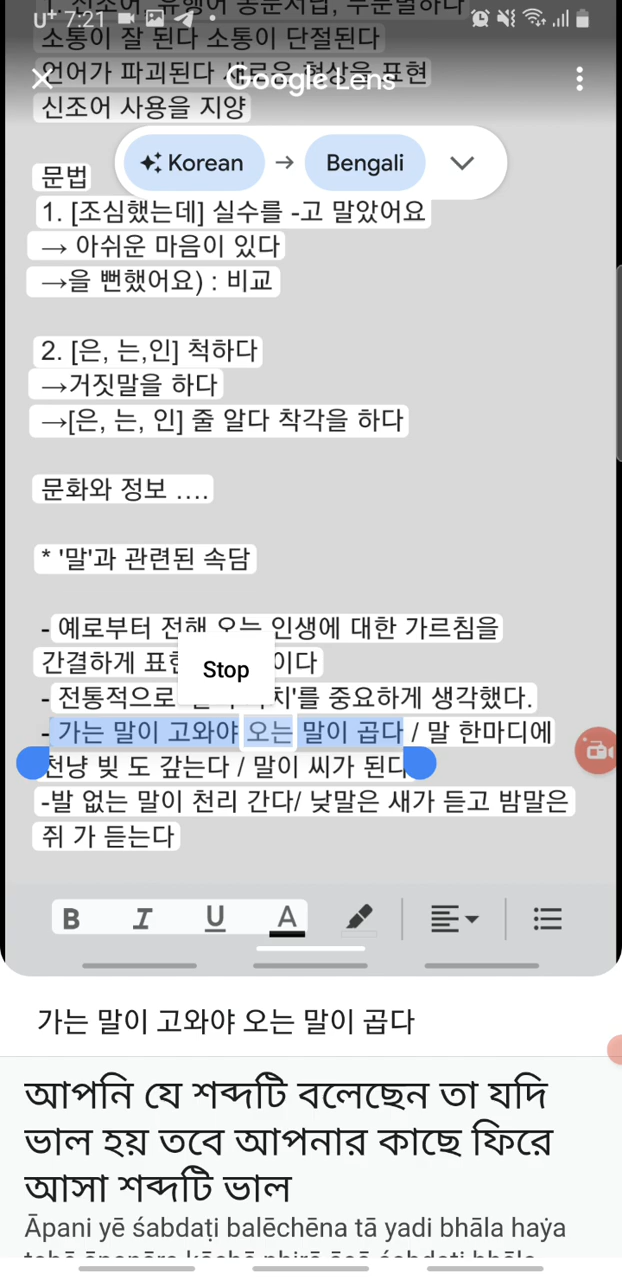 U+ 7:21
소통이 잘 된다 소통이 단절된다
언어가 파괴된다 새로운 현상을 표현
Google Lens
신조어 사용을 지양
Korean → Bengali
문법
1. [조심했는데] 실수를 -고 말았어요
→ 아쉬운 마음이 있다
→을 뻔했어요) : 비교
2. [은, 는,인] 척하다
→거짓말을 하다
→[은, 는, 인] 줄 알다 착각을 하다
문화와 정보 ....
* '말'과 관련된 속담
- 예로부터 전해 오는 인생에 대한 가르침을
간결하게 이다
Stop
- 전통적으로 '를 중요하게 생각했다.
- 가는 말이 고와야 오는 말이 곱다 / 말 한마디에
천냥 빚 도 갚는다 / 말이 씨가 된다
-발 없는 말이 천리 간다/ 낮말은 새가 듣고 밤말은
쥐 가 듣는다
B I U A
가는 말이 고와야 오는 말이 곱다
আপনি যে শব্দটি বলেছেন তা যদি
ভাল হয় তবে আপনার কাছে ফিরে
আসা শব্দটি ভাল
Āpani yē śabdaṭi balēchēna tā yadi bhāla haẏa